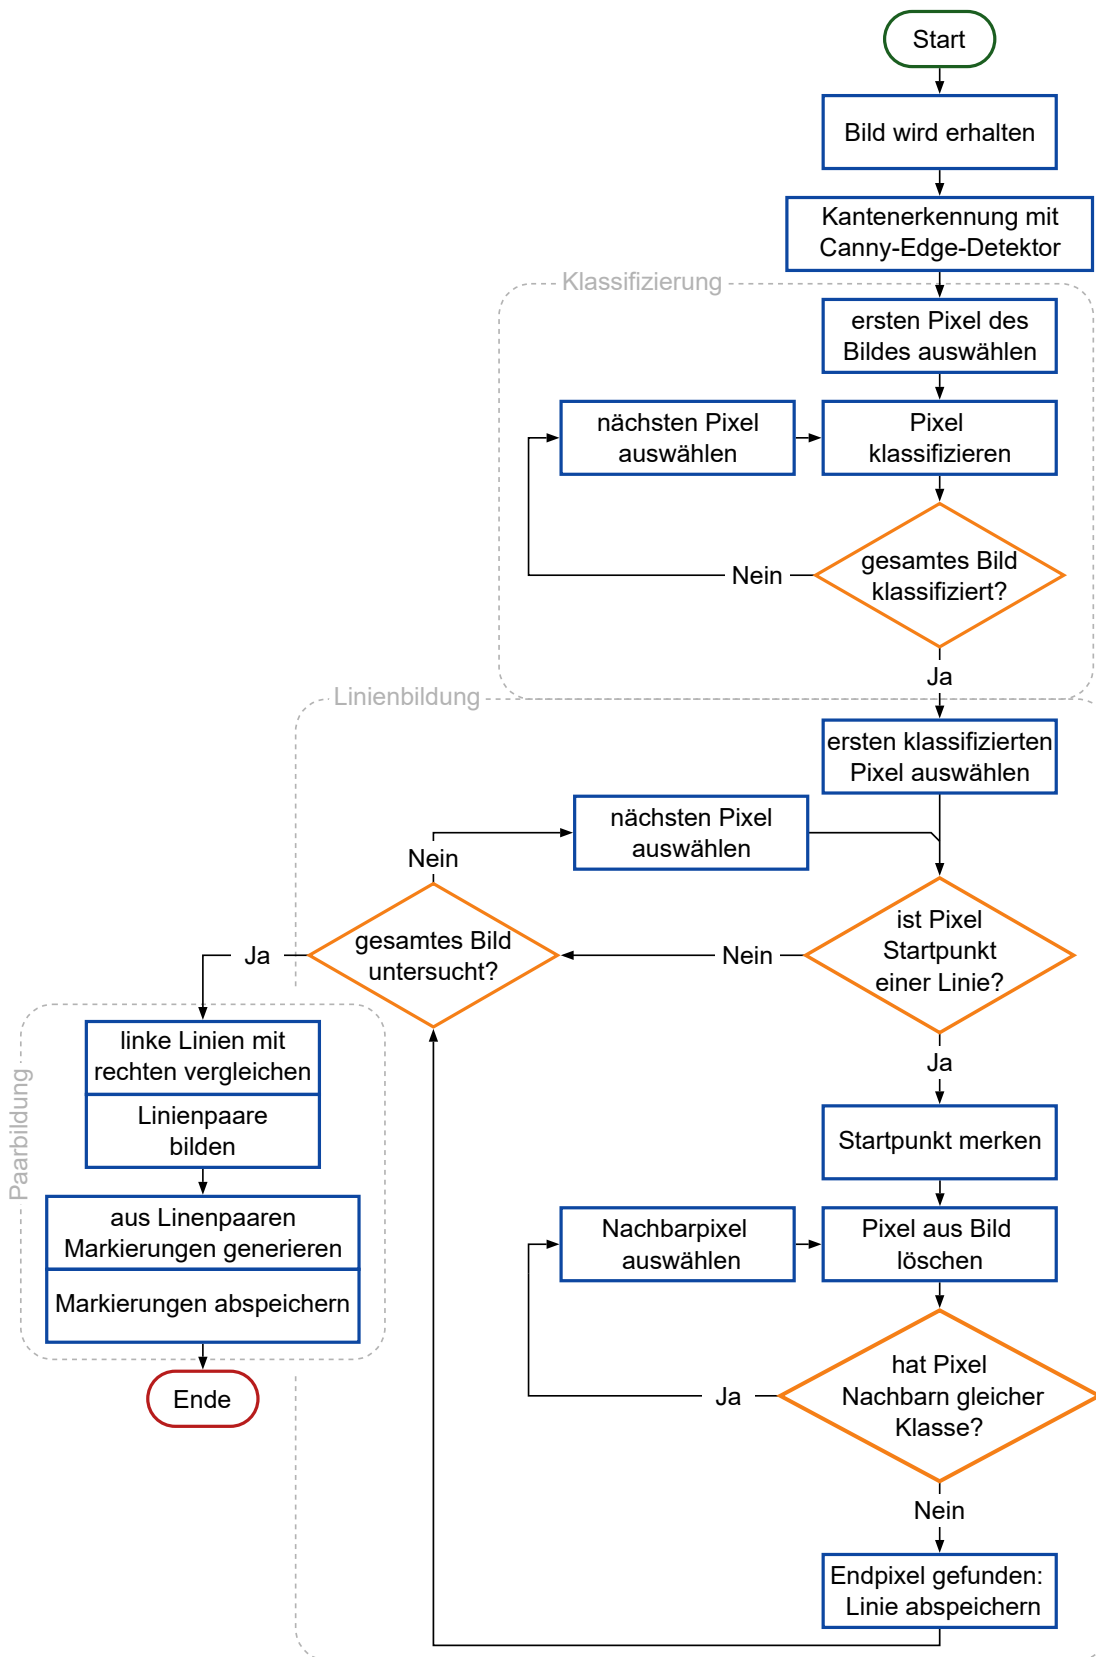 Start
Bild wird erhalten
Kantenerkennung mit
Canny-Edge-Detektor
Klassifizierung
ersten Pixel des
Bildes auswählen
nächsten Pixel
auswählen
Pixel
klassifizieren
gesamtes Bild
klassifiziert?
Nein
Ja
Linienbildung
ersten klassifizierten
Pixel auswählen
nächsten Pixel
auswählen
Nein
gesamtes Bild
untersucht?
Ja
Nein
ist Pixel
Startpunkt
einer Linie?
Ja
Paarbildung
linke Linien mit
rechten vergleichen
Linienpaare
bilden
aus Linenpaaren
Markierungen generieren
Markierungen abspeichern
Ende
Startpunkt merken
Nachbarpixel
auswählen
Pixel aus Bild
löschen
hat Pixel
Nachbarn gleicher
Klasse?
Ja
Nein
Endpixel gefunden:
Linie abspeichern